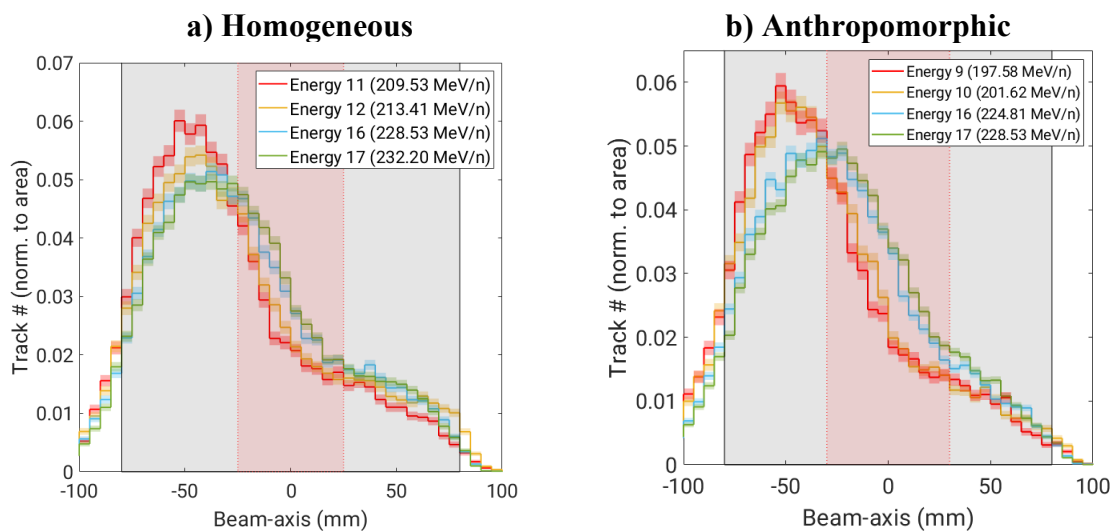 a) Homogeneous
0.07
0.06
0.05
0.04
0.03
0.02
0.01
0
Track # (norm. to area)
Energy 11 (209.53 MeV/n)
Energy 12 (213.41 MeV/n)
Energy 16 (228.53 MeV/n)
Energy 17 (232.20 MeV/n)
-100 -50 0 50 100
Beam-axis (mm)
b) Anthropomorphic
0.06
0.05
0.04
0.03
0.02
0.01
0
Track # (norm. to area)
Energy 9 (197.58 MeV/n)
Energy 10 (201.62 MeV/n)
Energy 16 (224.81 MeV/n)
Energy 17 (228.53 MeV/n)
-100 -50 0 50 100
Beam-axis (mm)